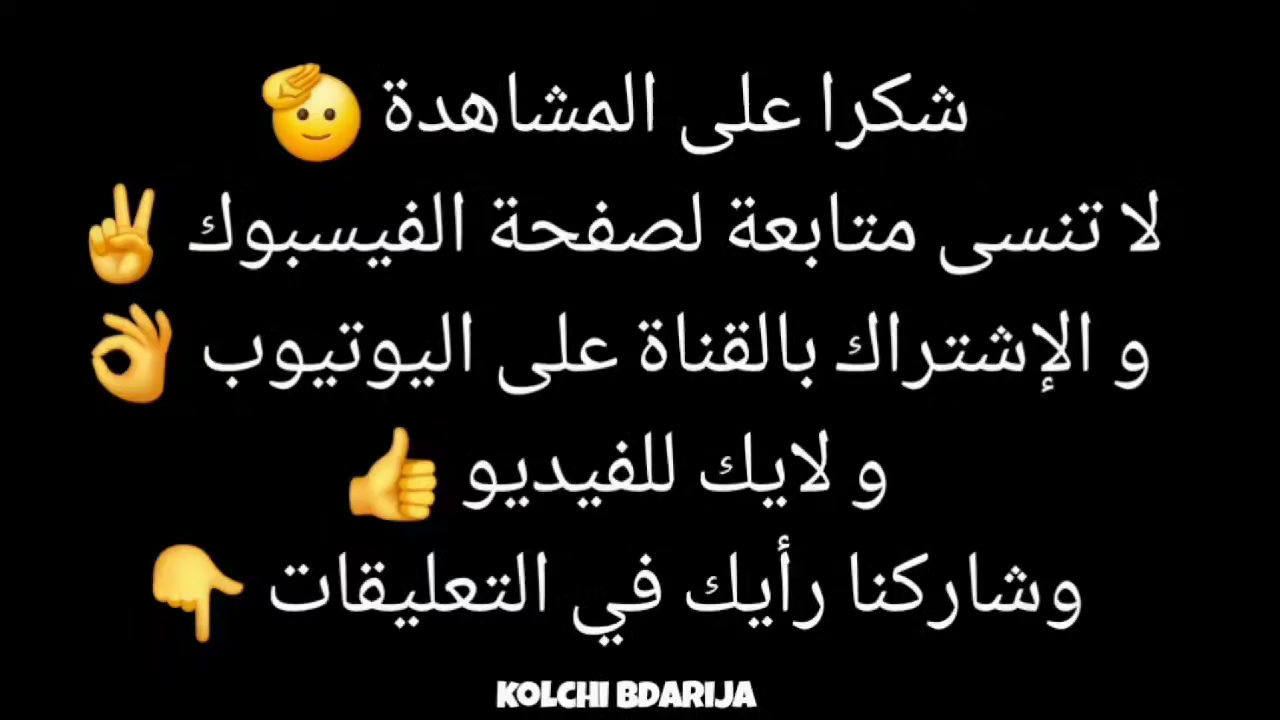 شكرا على المشاهدة 🫡
لا تنسى متابعة لصفحة الفيسبوك ✌
و الإشتراك بالقناة على اليوتيوب 👌
و لايك للفيديو 👍
وشاركنا رأيك في التعليقات 👇
KOLCHI BDARIJA